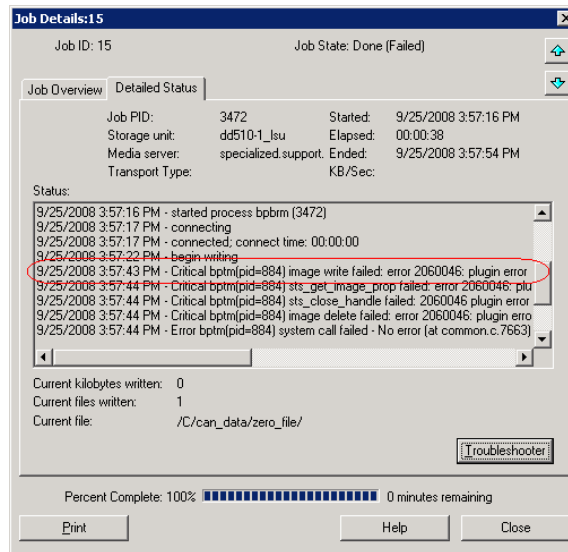 Job Details:15
Job ID: 15 Job State: Done (Failed)
Job Overview Detailed Status
Job PID: 3472 Started: 9/25/2008 3:57:16 PM
Storage unit: dd510-1_lsu Elapsed: 00:00:38
Media server: specialized.support. Ended: 9/25/2008 3:57:54 PM
Transport Type: KB/Sec:
Status:
9/25/2008 3:57:16 PM - started process bpbrm (3472)
9/25/2008 3:57:17 PM - connecting
9/25/2008 3:57:17 PM - connected; connect time: 00:00:00
9/25/2008 3:57:22 PM - begin writing
9/25/2008 3:57:43 PM - Critical bptm(pid=884) image write failed: error 2060046: plugin error
9/25/2008 3:57:44 PM - Critical bptm(pid=884) sts_get_image_prop failed: error 2060046: plu
9/25/2008 3:57:44 PM - Critical bptm(pid=884) sts_close_handle failed: 2060046 plugin error
9/25/2008 3:57:44 PM - Critical bptm(pid=884) image delete failed: error 2060046: plugin erro
9/25/2008 3:57:44 PM - Error bptm(pid=884) system call failed - No error (at common.c.7663)
Current kilobytes written: 0
Current files written: 1
Current file: /C/can_data/zero_file/
Troubleshooter
Percent Complete: 100% 0 minutes remaining
Print Help Close